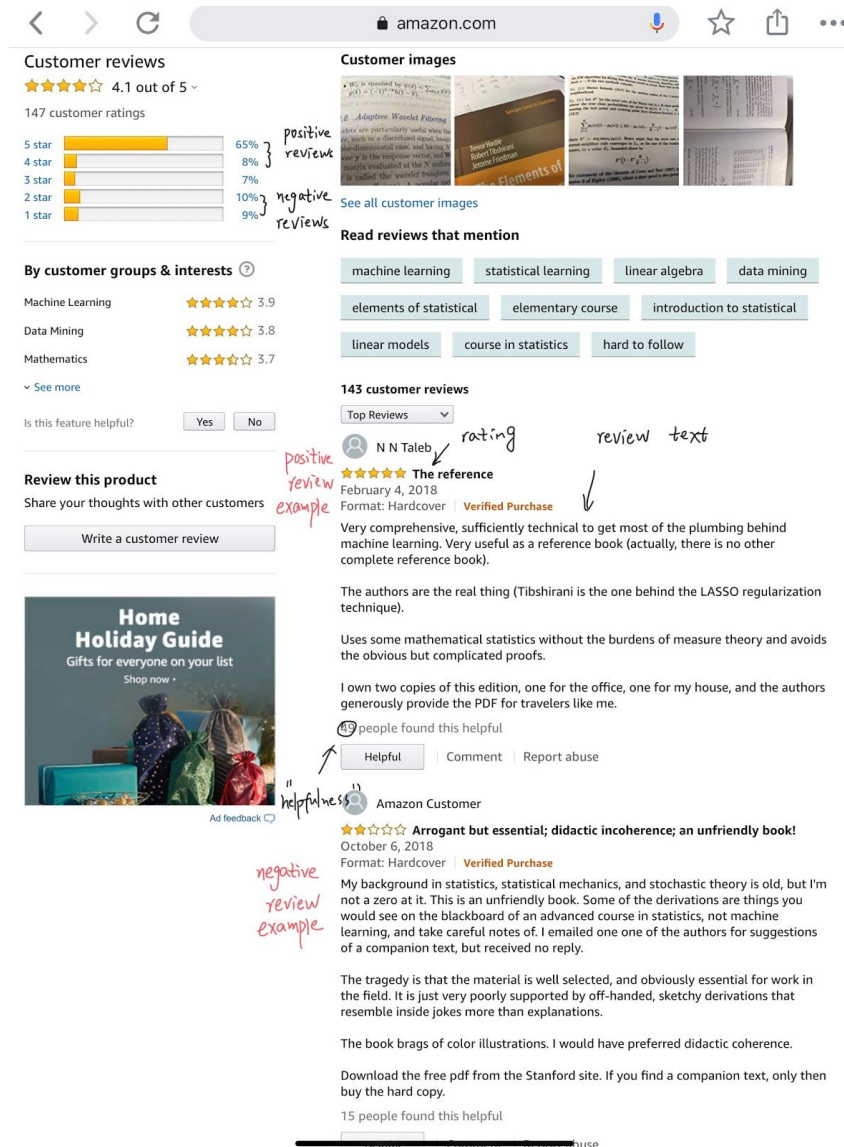 amazon.com
Customer reviews
4.1 out of 5
147 customer ratings
5 star 65%
4 star 8%
3 star 7%
2 star 10%
1 star 9%
positive
reviews
negative
reviews
By customer groups & interests
Machine Learning 3.9
Data Mining 3.8
Mathematics 3.7
See more
Is this feature helpful? Yes No
Review this product
Share your thoughts with other customers
Write a customer review
Home
Holiday Guide
Gifts for everyone on your list
Shop now
Ad feedback
Customer images
Adaptive Wavelet Filtering
Trevor Hastie
Robert Tibshirani
Jerome Friedman
The Elements of
See all customer images
Read reviews that mention
machine learning statistical learning linear algebra data mining
elements of statistical elementary course introduction to statistical
linear models course in statistics hard to follow
143 customer reviews
Top Reviews
rating
review text
N N Taleb
positive
review
example
The reference
February 4, 2018
Format: Hardcover Verified Purchase
Very comprehensive, sufficiently technical to get most of the plumbing behind
machine learning. Very useful as a reference book (actually, there is no other
complete reference book).
The authors are the real thing (Tibshirani is the one behind the LASSO regularization
technique).
Uses some mathematical statistics without the burdens of measure theory and avoids
the obvious but complicated proofs.
I own two copies of this edition, one for the office, one for my house, and the authors
generously provide the PDF for travelers like me.
49 people found this helpful
Helpful Comment Report abuse
"helpfulness"
Amazon Customer
Arrogant but essential; didactic incoherence; an unfriendly book!
October 6, 2018
Format: Hardcover Verified Purchase
negative
review
example
My background in statistics, statistical mechanics, and stochastic theory is old, but I'm
not a zero at it. This is an unfriendly book. Some of the derivations are things you
would see on the blackboard of an advanced course in statistics, not machine
learning, and take careful notes of. I emailed one one of the authors for suggestions
of a companion text, but received no reply.
The tragedy is that the material is well selected, and obviously essential for work in
the field. It is just very poorly supported by off-handed, sketchy derivations that
resemble inside jokes more than explanations.
The book brags of color illustrations. I would have preferred didactic coherence.
Download the free pdf from the Stanford site. If you find a companion text, only then
buy the hard copy.
15 people found this helpful